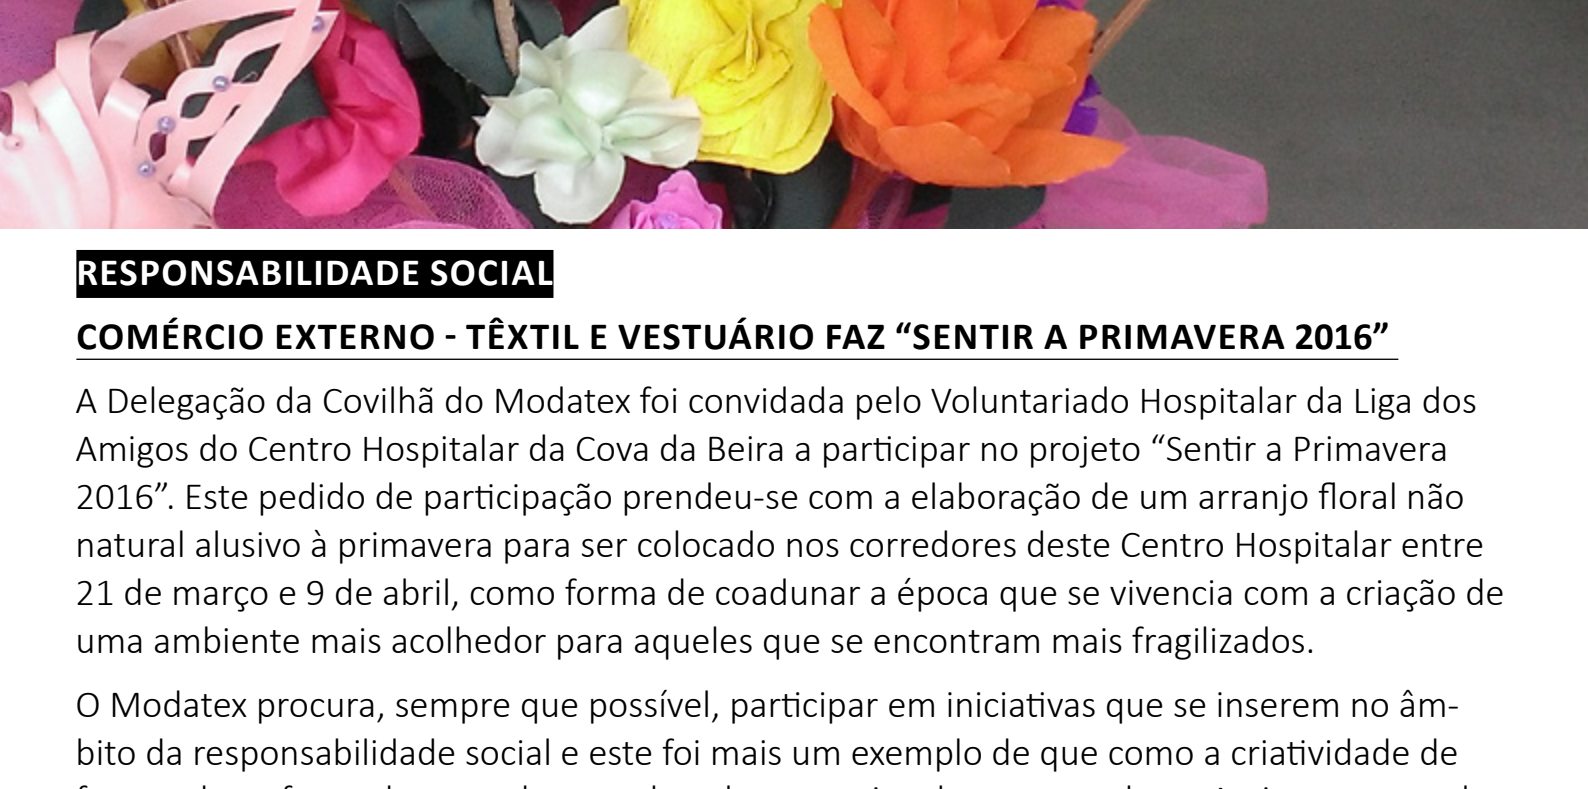 RESPONSABILIDADE SOCIAL
COMÉRCIO EXTERNO - TÊXTIL E VESTUÁRIO FAZ “SENTIR A PRIMAVERA 2016”
A Delegação da Covilhã do Modatex foi convidada pelo Voluntariado Hospitalar da Liga dos
Amigos do Centro Hospitalar da Cova da Beira a participar no projeto “Sentir a Primavera
2016”. Este pedido de participação prendeu-se com a elaboração de um arranjo floral não
natural alusivo à primavera para ser colocado nos corredores deste Centro Hospitalar entre
21 de março e 9 de abril, como forma de coadunar a época que se vivencia com a criação de
uma ambiente mais acolhedor para aqueles que se encontram mais fragilizados.
O Modatex procura, sempre que possível, participar em iniciativas que se inserem no âm-
bito da responsabilidade social e este foi mais um exemplo de que como a criatividade de